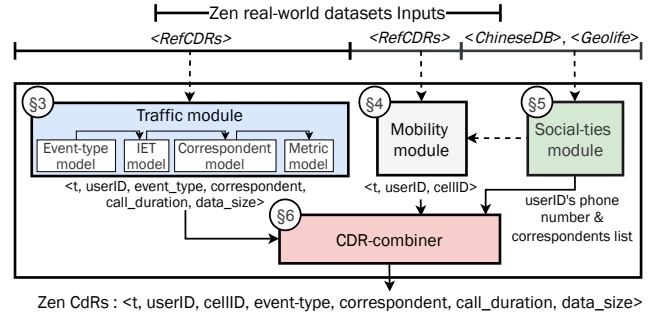 Zen real-world datasets Inputs
<RefCDRs>
<RefCDRs>
<ChineseDB>, <Geolife>
§3
Traffic module
Event-type
model
IET
model
Correspondent
model
Metric
model
<t, userID, event_type, correspondent,
call_duration, data_size>
§4
Mobility
module
<t, userID, cellID>
§5
Social-ties
module
userID's phone
number &
correspondents list
§6
CDR-combiner
Zen CdRs : <t, userID, cellID, event-type, correspondent, call_duration, data_size>